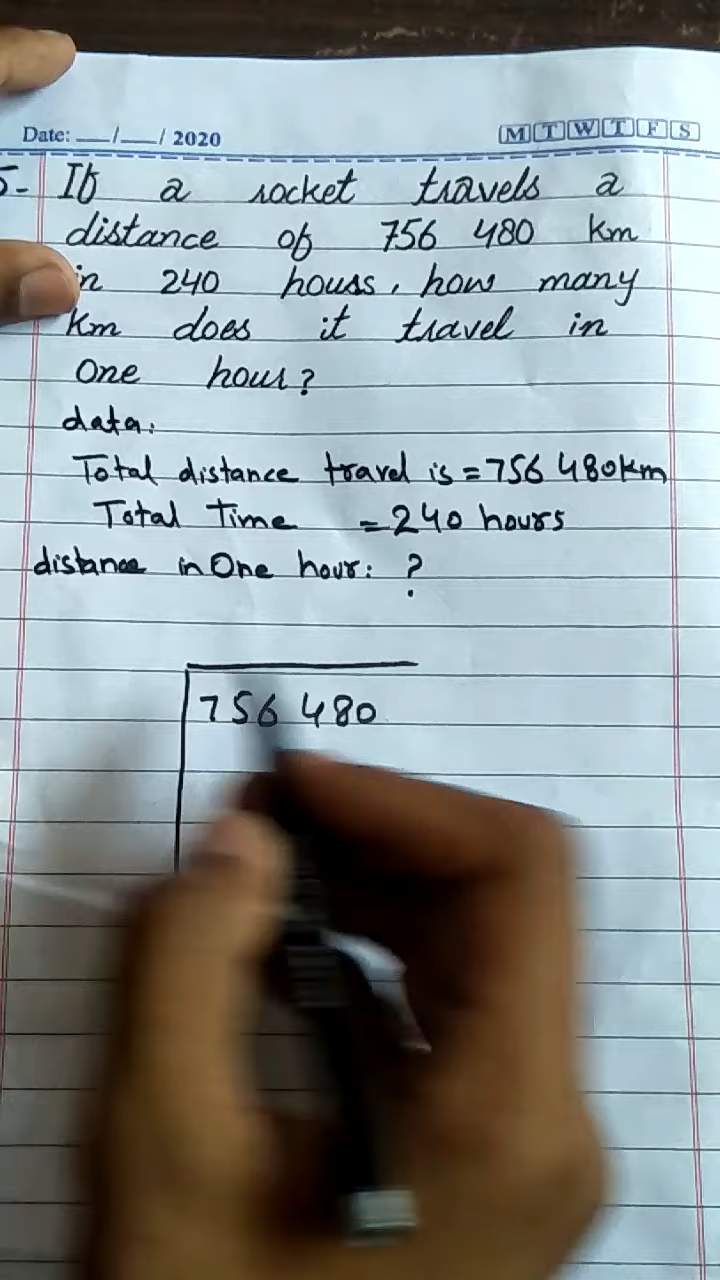 Date: __/__/ 2020 M T W T F S
5- If a rocket travels a
distance of 756 480 km
in 240 hours, how many
km does it travel in
one hour?
data:
Total distance travel is = 756 480km
Total Time = 240 hours
distance in One hour: ?
756 480